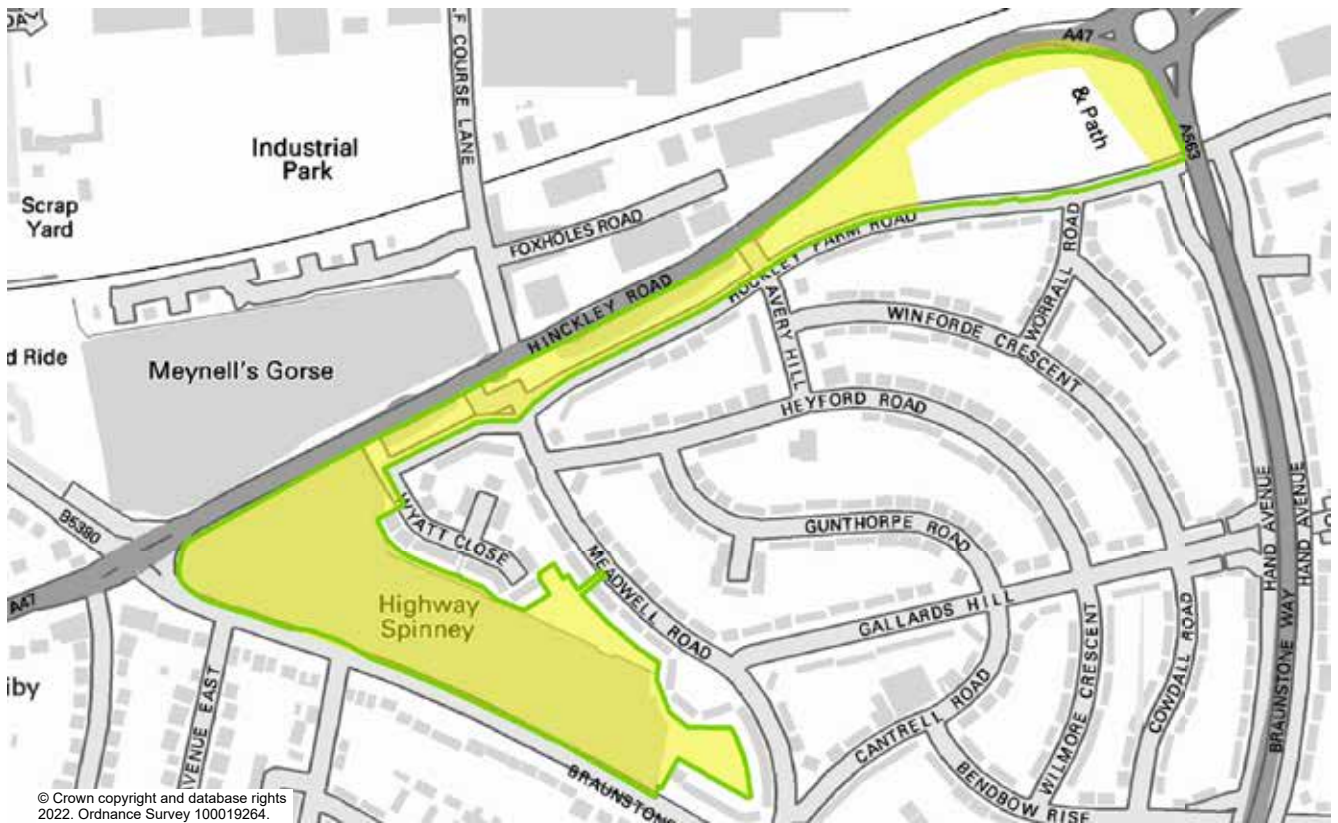 A47
& Path
A563
F COURSE LANE
Industrial
Park
Scrap
Yard
FOXHOLES ROAD
HINCKLEY ROAD
FARM ROAD
AVERY HILL
WORRALL ROAD
WINFORDE CRESCENT
d Ride
Meynell's Gorse
HEYFORD ROAD
B5380
WYATT CLOSE
GUNTHORPE ROAD
MEADWELL ROAD
HAND AVENUE
HAND AVENUE
A47
Highway
Spinney
GALLARDS HILL
iby
AVENUE EAST
CANTRELL ROAD
WILMORE CRESCENT
COWDALL ROAD
BRAUNSTONE WAY
BENDBOW RISE
BRAUNSTONE
© Crown copyright and database rights
2022. Ordnance Survey 100019264.